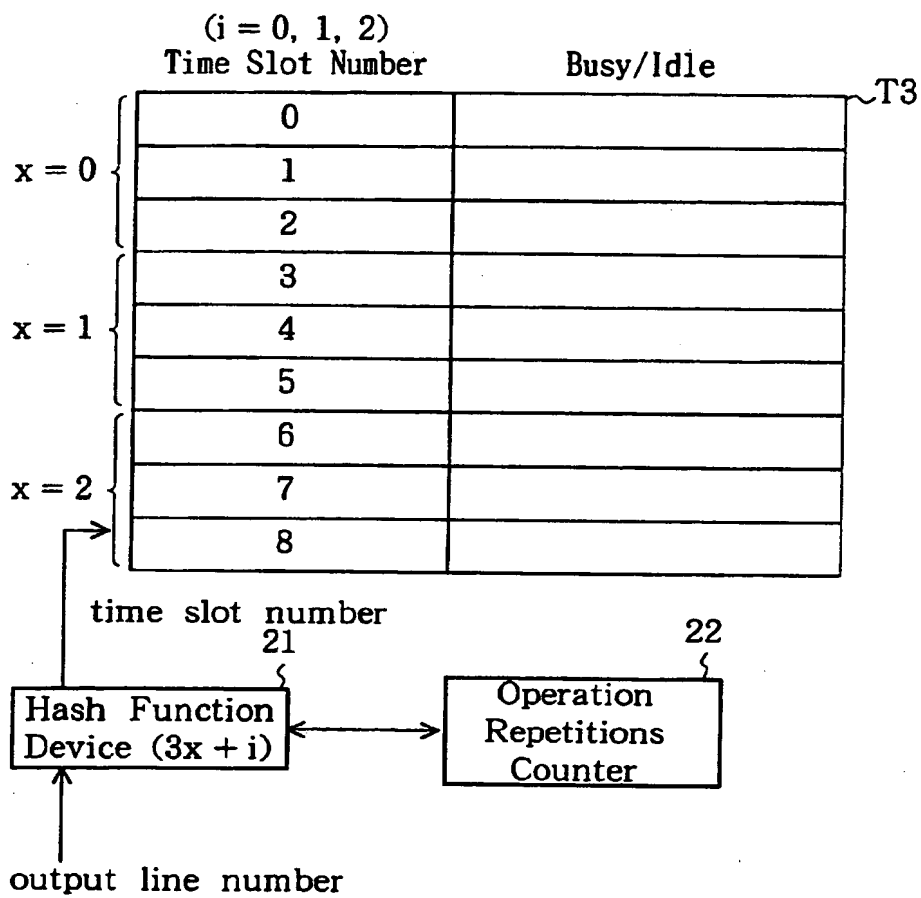 (i = 0, 1, 2)
Time Slot Number Busy/Idle
T3
0
x = 0 1
2
3
x = 1 4
5
6
x = 2 7
8
time slot number
21 22
Hash Function
Device (3x + i)
Operation
Repetitions
Counter
output line number